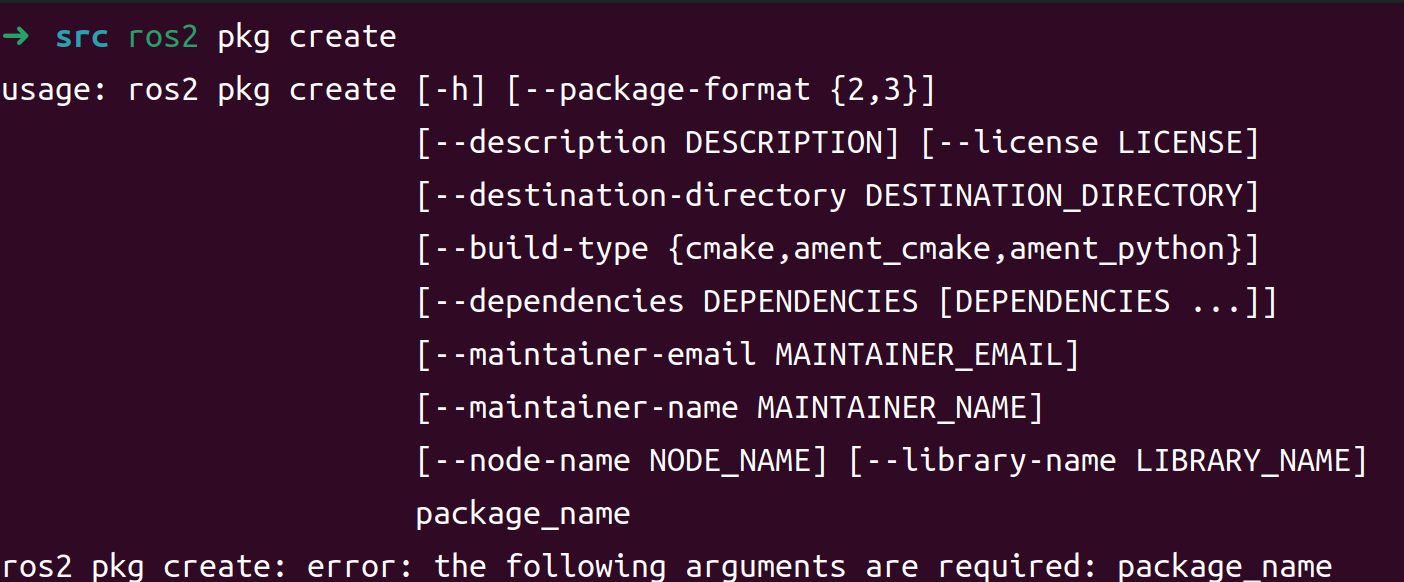 ➜ src ros2 pkg create
usage: ros2 pkg create [-h] [--package-format {2,3}]
[--description DESCRIPTION] [--license LICENSE]
[--destination-directory DESTINATION_DIRECTORY]
[--build-type {cmake,ament_cmake,ament_python}]
[--dependencies DEPENDENCIES [DEPENDENCIES ...]]
[--maintainer-email MAINTAINER_EMAIL]
[--maintainer-name MAINTAINER_NAME]
[--node-name NODE_NAME] [--library-name LIBRARY_NAME]
package_name
ros2 pkg create: error: the following arguments are required: package_name